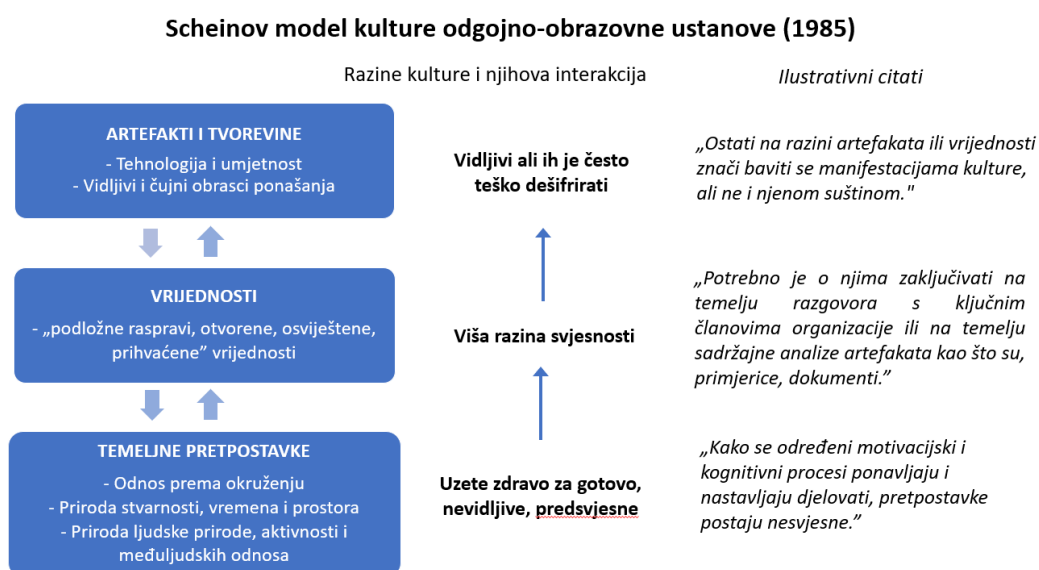 Scheinov model kulture odgojno-obrazovne ustanove (1985)
Razine kulture i njihova interakcija
Ilustrativni citati
ARTEFAKTI I TVOREVINE
- Tehnologija i umjetnost
- Vidljivi i čujni obrasci ponašanja
Vidljivi ali ih je često
teško dešifrirati
„Ostati na razini artefakata ili vrijednosti
znači baviti se manifestacijama kulture,
ali ne i njenom suštinom."
VRIJEDNOSTI
- „podložne raspravi, otvorene, osviještene,
prihvaćene” vrijednosti
Viša razina svjesnosti
„Potrebno je o njima zaključivati na
temelju razgovora s ključnim
članovima organizacije ili na temelju
sadržajne analize artefakata kao što su,
primjerice, dokumenti.”
TEMELJNE PRETPOSTAVKE
- Odnos prema okruženju
- Priroda stvarnosti, vremena i prostora
- Priroda ljudske prirode, aktivnosti i
međuljudskih odnosa
Uzete zdravo za gotovo,
nevidljive, predsvjesne
„Kako se određeni motivacijski i
kognitivni procesi ponavljaju i
nastavljaju djelovati, pretpostavke
postaju nesvjesne.”